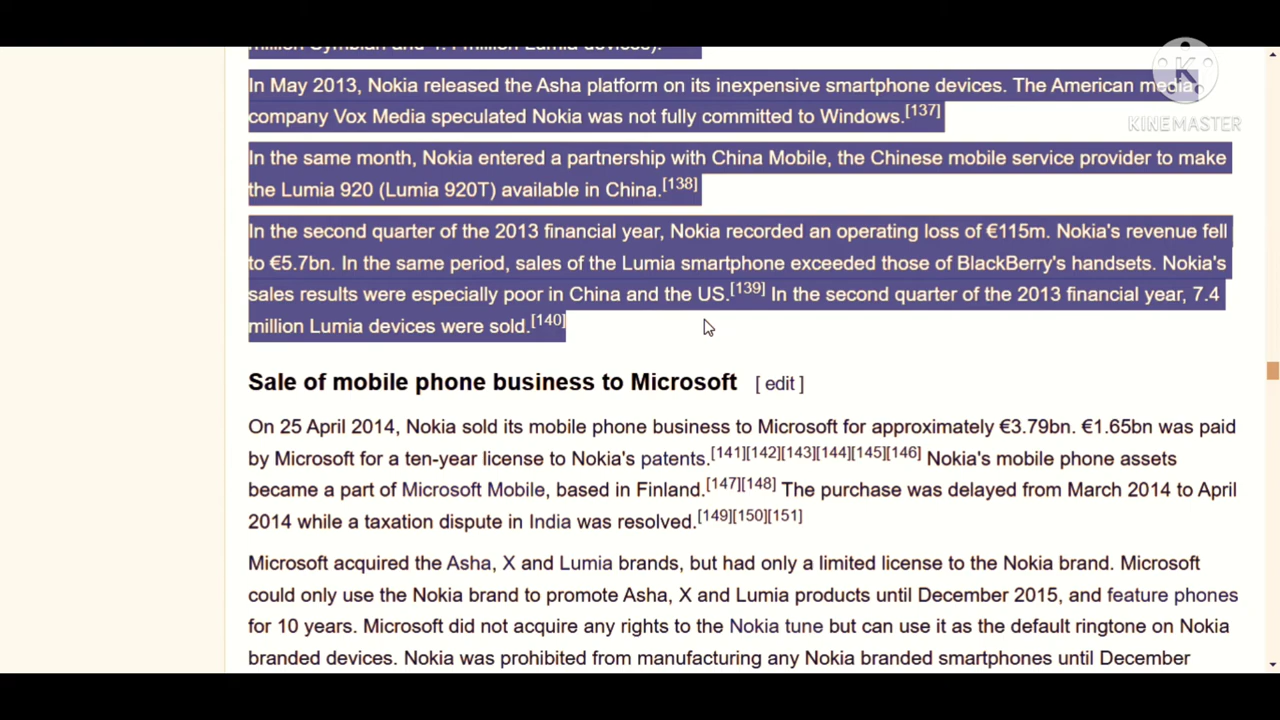 million Symbian and 4.4 million Lumia devices).
In May 2013, Nokia released the Asha platform on its inexpensive smartphone devices. The American media
company Vox Media speculated Nokia was not fully committed to Windows.[137]
KINEMASTER
In the same month, Nokia entered a partnership with China Mobile, the Chinese mobile service provider to make
the Lumia 920 (Lumia 920T) available in China.[138]
In the second quarter of the 2013 financial year, Nokia recorded an operating loss of €115m. Nokia's revenue fell
to €5.7bn. In the same period, sales of the Lumia smartphone exceeded those of BlackBerry's handsets. Nokia's
sales results were especially poor in China and the US.[139] In the second quarter of the 2013 financial year, 7.4
million Lumia devices were sold.[140]
Sale of mobile phone business to Microsoft [ edit ]
On 25 April 2014, Nokia sold its mobile phone business to Microsoft for approximately €3.79bn. €1.65bn was paid
by Microsoft for a ten-year license to Nokia's patents.[141][142][143][144][145][146] Nokia's mobile phone assets
became a part of Microsoft Mobile, based in Finland.[147][148] The purchase was delayed from March 2014 to April
2014 while a taxation dispute in India was resolved.[149][150][151]
Microsoft acquired the Asha, X and Lumia brands, but had only a limited license to the Nokia brand. Microsoft
could only use the Nokia brand to promote Asha, X and Lumia products until December 2015, and feature phones
for 10 years. Microsoft did not acquire any rights to the Nokia tune but can use it as the default ringtone on Nokia
branded devices. Nokia was prohibited from manufacturing any Nokia branded smartphones until December